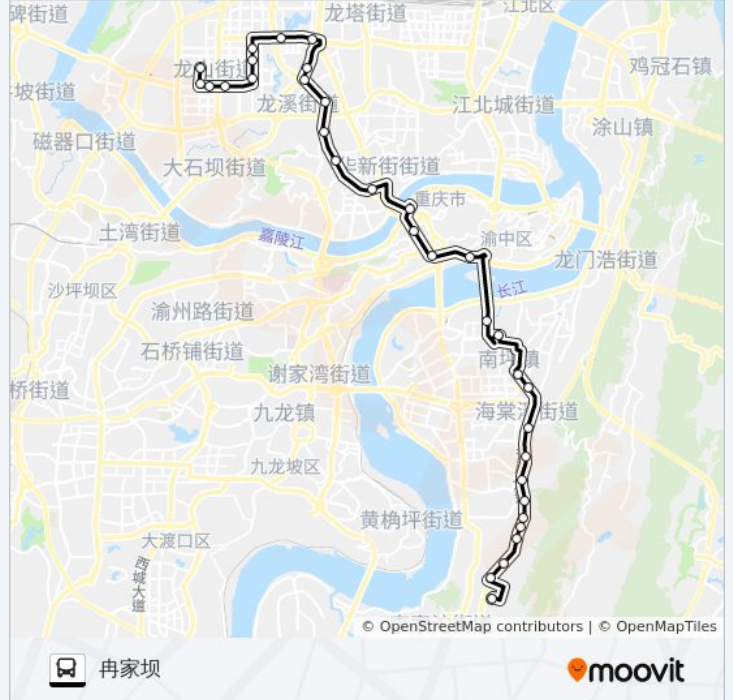 碑街道
龙塔街道
江北区
龙山街道
鸡冠石镇
坡街道
龙溪街道
江北城街道
涂山镇
磁器口街道
大石坝街道
华新街街道
重庆市
土湾街道
嘉陵江
渝中区
龙门浩街道
沙坪坝区
长江
渝州路街道
石桥铺街道
南坪镇
谢家湾街道
桥街道
九龙镇
海棠溪街道
九龙坡区
黄桷坪街道
大渡口区
西城大道
© OpenStreetMap contributors | © OpenMapTiles
冉家坝
moovit